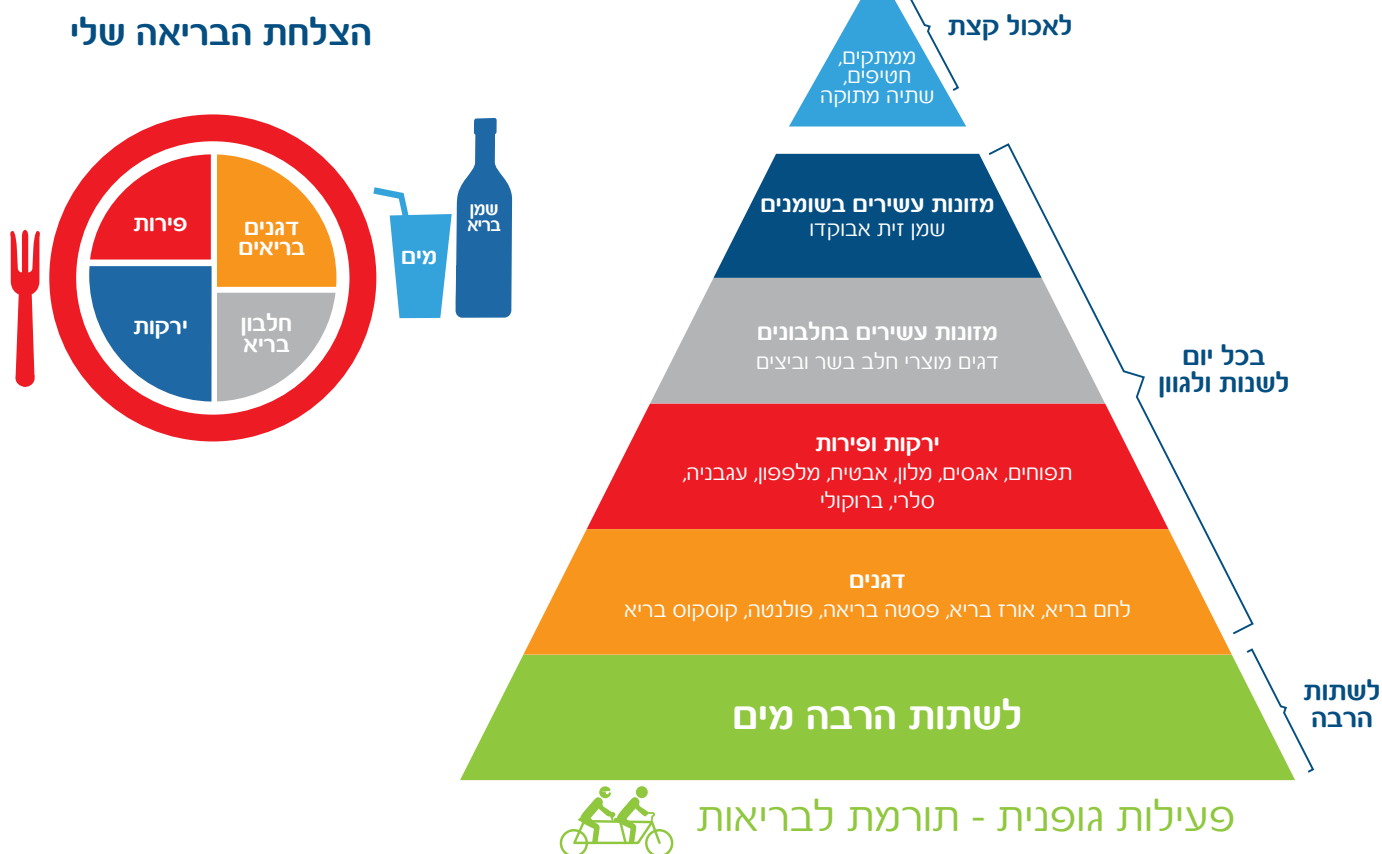 הצלחת הבריאה שלי
פירות
דגנים
בריאים
ירקות
חלבון
בריא
מים
שמן
בריא
לאכול קצת
ממתקים,
חטיפים,
שתיה מתוקה
מזונות עשירים בשומנים
שמן זית אבוקדו
מזונות עשירים בחלבונים
דגים מוצרי חלב בשר וביצים
בכל יום
לשנות ולגוון
ירקות ופירות
תפוחים, אגסים, מלון, אבטיח, מלפפון, עגבניה,
סלרי, ברוקולי
דגנים
לחם בריא, אורז בריא, פסטה בריאה, פולנטה, קוסקוס בריא
לשתות
הרבה
לשתות הרבה מים
פעילות גופנית - תורמת לבריאות